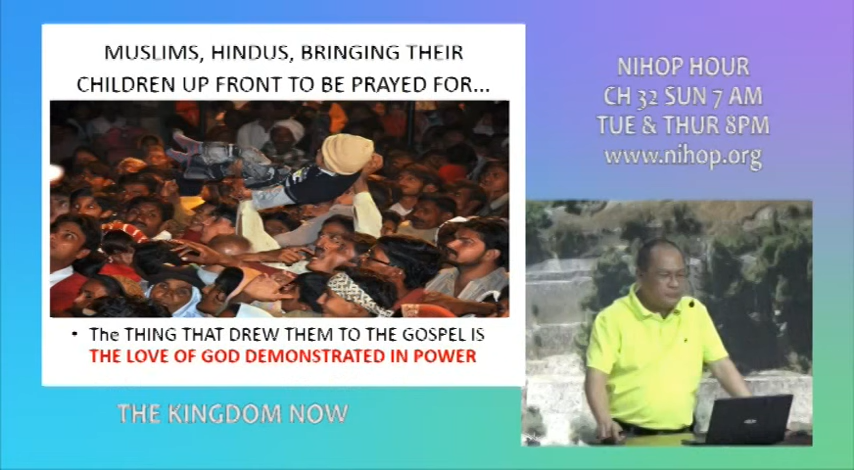 MUSLIMS, HINDUS, BRINGING THEIR
CHILDREN UP FRONT TO BE PRAYED FOR...
• The THING THAT DREW THEM TO THE GOSPEL IS
THE LOVE OF GOD DEMONSTRATED IN POWER
THE KINGDOM NOW
NIHOP HOUR
CH 32 SUN 7 AM
TUE & THUR 8PM
www.nihop.org